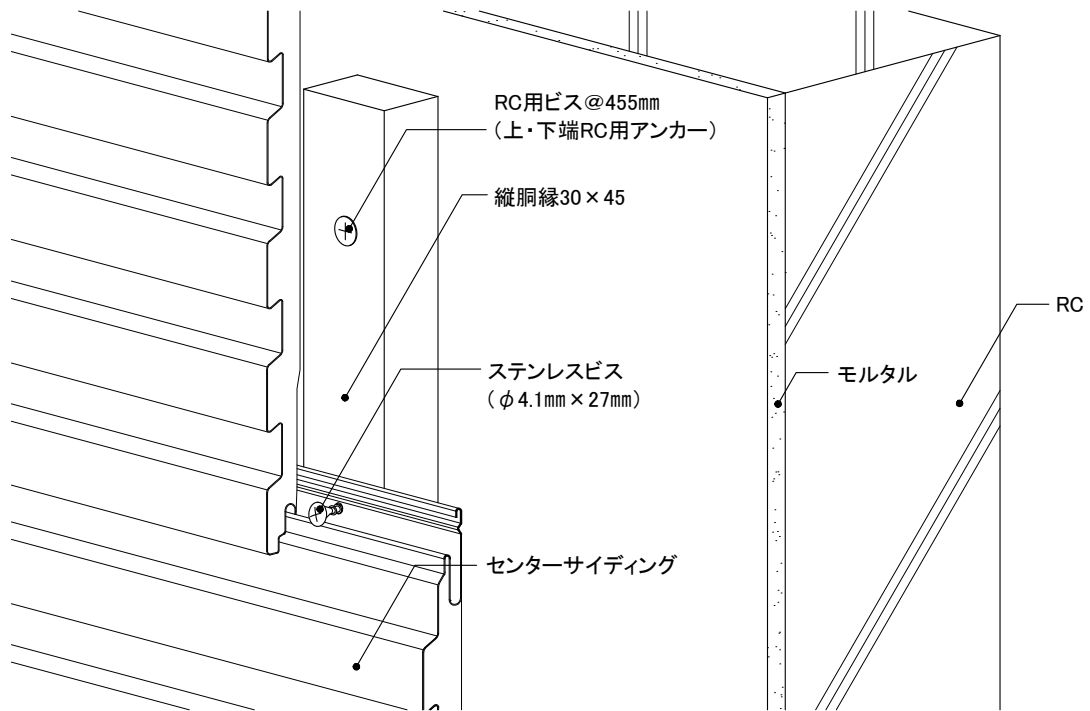 RC用ビス@455mm
(上・下端RC用アンカー)
縦胴縁30×45
RC
ステンレスビス
(φ4.1mm×27mm)
モルタル
センターサイディング